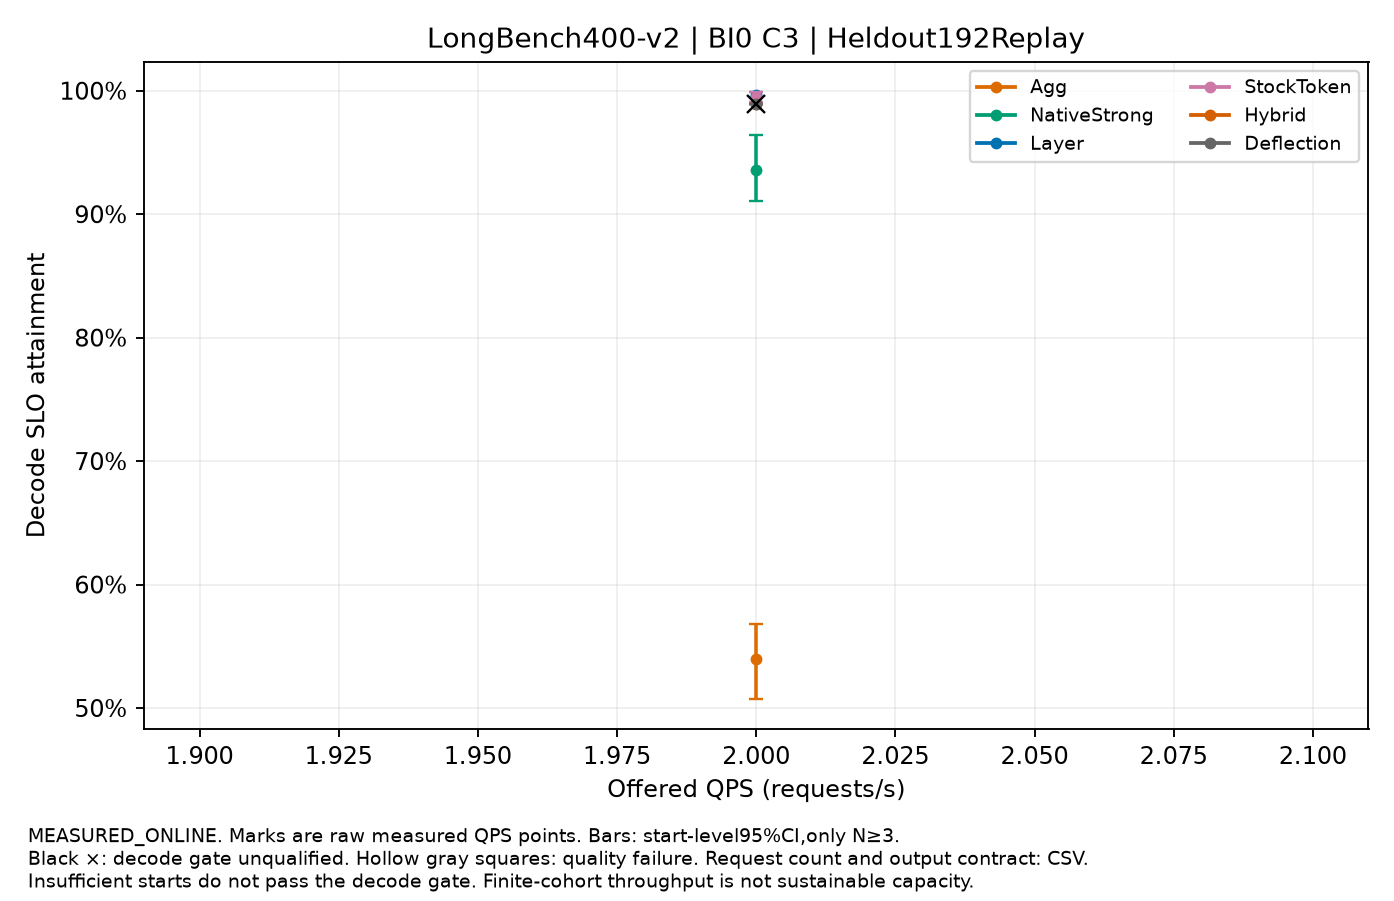 LongBench400-v2 | BI0 C3 | Heldout192Replay
Agg
NativeStrong
Layer
StockToken
Hybrid
Deflection
Decode SLO attainment
100%
90%
80%
70%
60%
50%
1.900 1.925 1.950 1.975 2.000 2.025 2.050 2.075 2.100
Offered QPS (requests/s)
MEASURED_ONLINE. Marks are raw measured QPS points. Bars: start-level95%CI,only N≥3.
Black ×: decode gate unqualified. Hollow gray squares: quality failure. Request count and output contract: CSV.
Insufficient starts do not pass the decode gate. Finite-cohort throughput is not sustainable capacity.